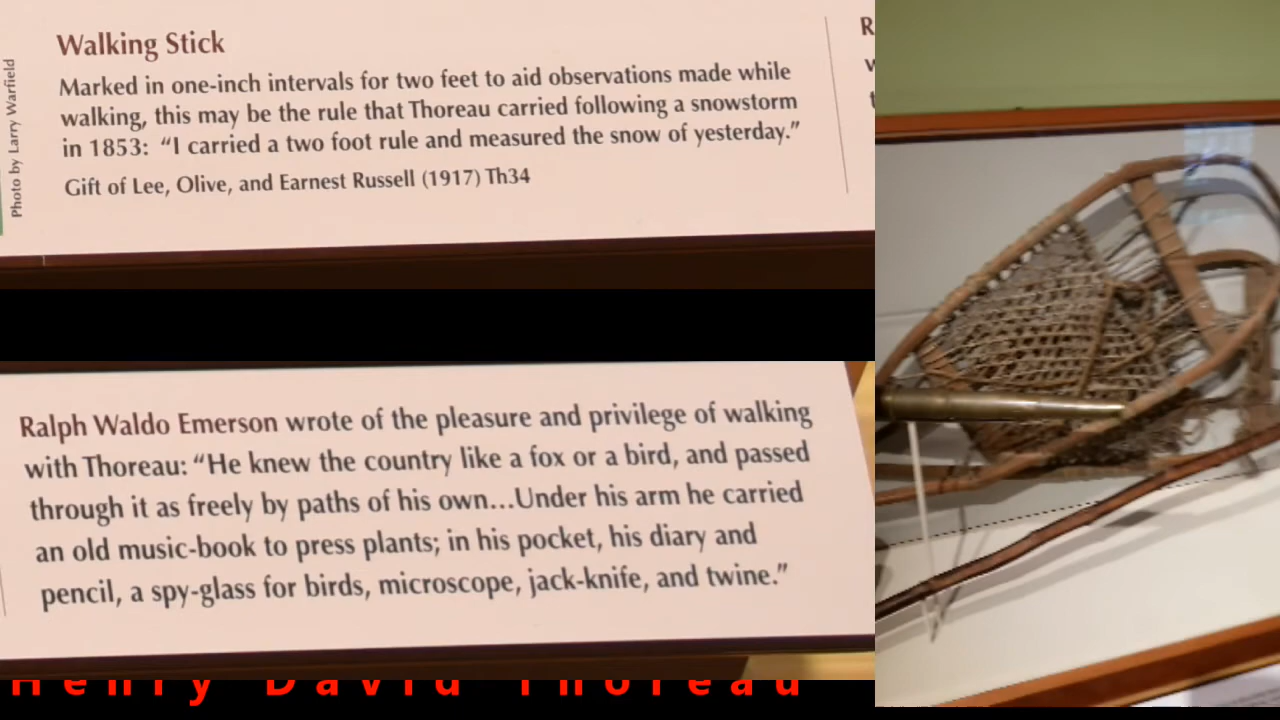 Walking Stick
Marked in one-inch intervals for two feet to aid observations made while
walking, this may be the rule that Thoreau carried following a snowstorm
in 1853: “I carried a two foot rule and measured the snow of yesterday.”
Gift of Lee, Olive, and Earnest Russell (1917) Th34
Photo by Larry Warfield
Ralph Waldo Emerson wrote of the pleasure and privilege of walking
with Thoreau: “He knew the country like a fox or a bird, and passed
through it as freely by paths of his own...Under his arm he carried
an old music-book to press plants; in his pocket, his diary and
pencil, a spy-glass for birds, microscope, jack-knife, and twine.”
Henry David Thoreau